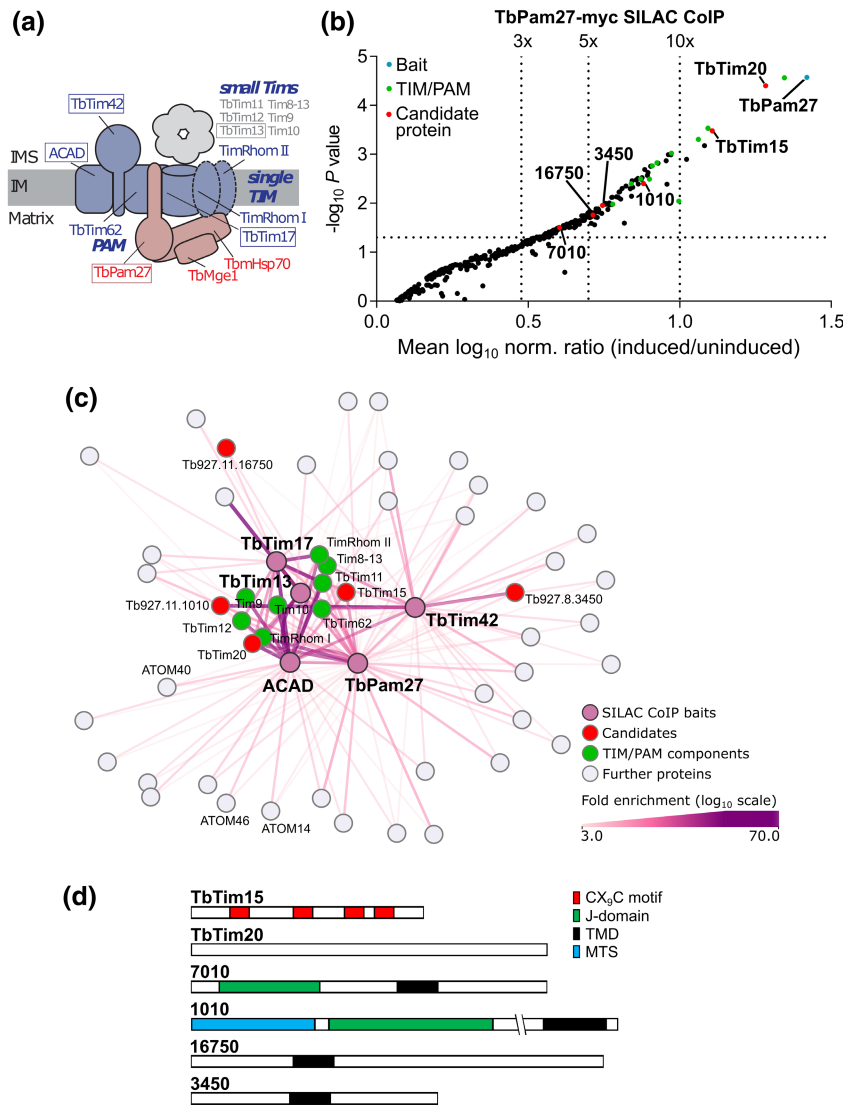 (a)
small Tims
TbTim11 Tim8-13
TbTim12 Tim9
TbTim13 Tim10
TbTim42
IMS
ACAD
TimRhom II
IM
single
TIM
Matrix
TimRhom I
TbTim62
PAM
TbTim17
TbPam27
TbmHsp70
TbMge1
(b)
TbPam27-myc SILAC CoIP
3x 5x 10x
Bait
TIM/PAM
Candidate
protein
TbTim20
TbPam27
TbTim15
3450
16750
1010
7010
-log10 P value
5
4
3
2
1
0
0.0 0.5 1.0 1.5
Mean log10 norm. ratio (induced/uninduced)
(c)
Tb927.11.16750
TbTim17
TimRhom II
Tim8-13
TbTim13
TbTim11
TbTim15
Tb927.11.1010
Tim9
Tim10
Tb927.8.3450
TbTim12
TbTim62
TbTim42
TimRhom I
TbTim20
ATOM40
ACAD
TbPam27
SILAC CoIP baits
Candidates
TIM/PAM components
Further proteins
Fold enrichment (log10 scale)
3.0 70.0
ATOM46
ATOM14
(d)
TbTim15
TbTim20
7010
1010
16750
3450
CX9C motif
J-domain
TMD
MTS